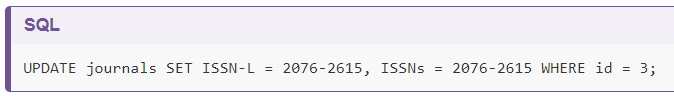 SQL
UPDATE journals SET ISSN-L = 2076-2615, ISSNs = 2076-2615 WHERE id = 3;